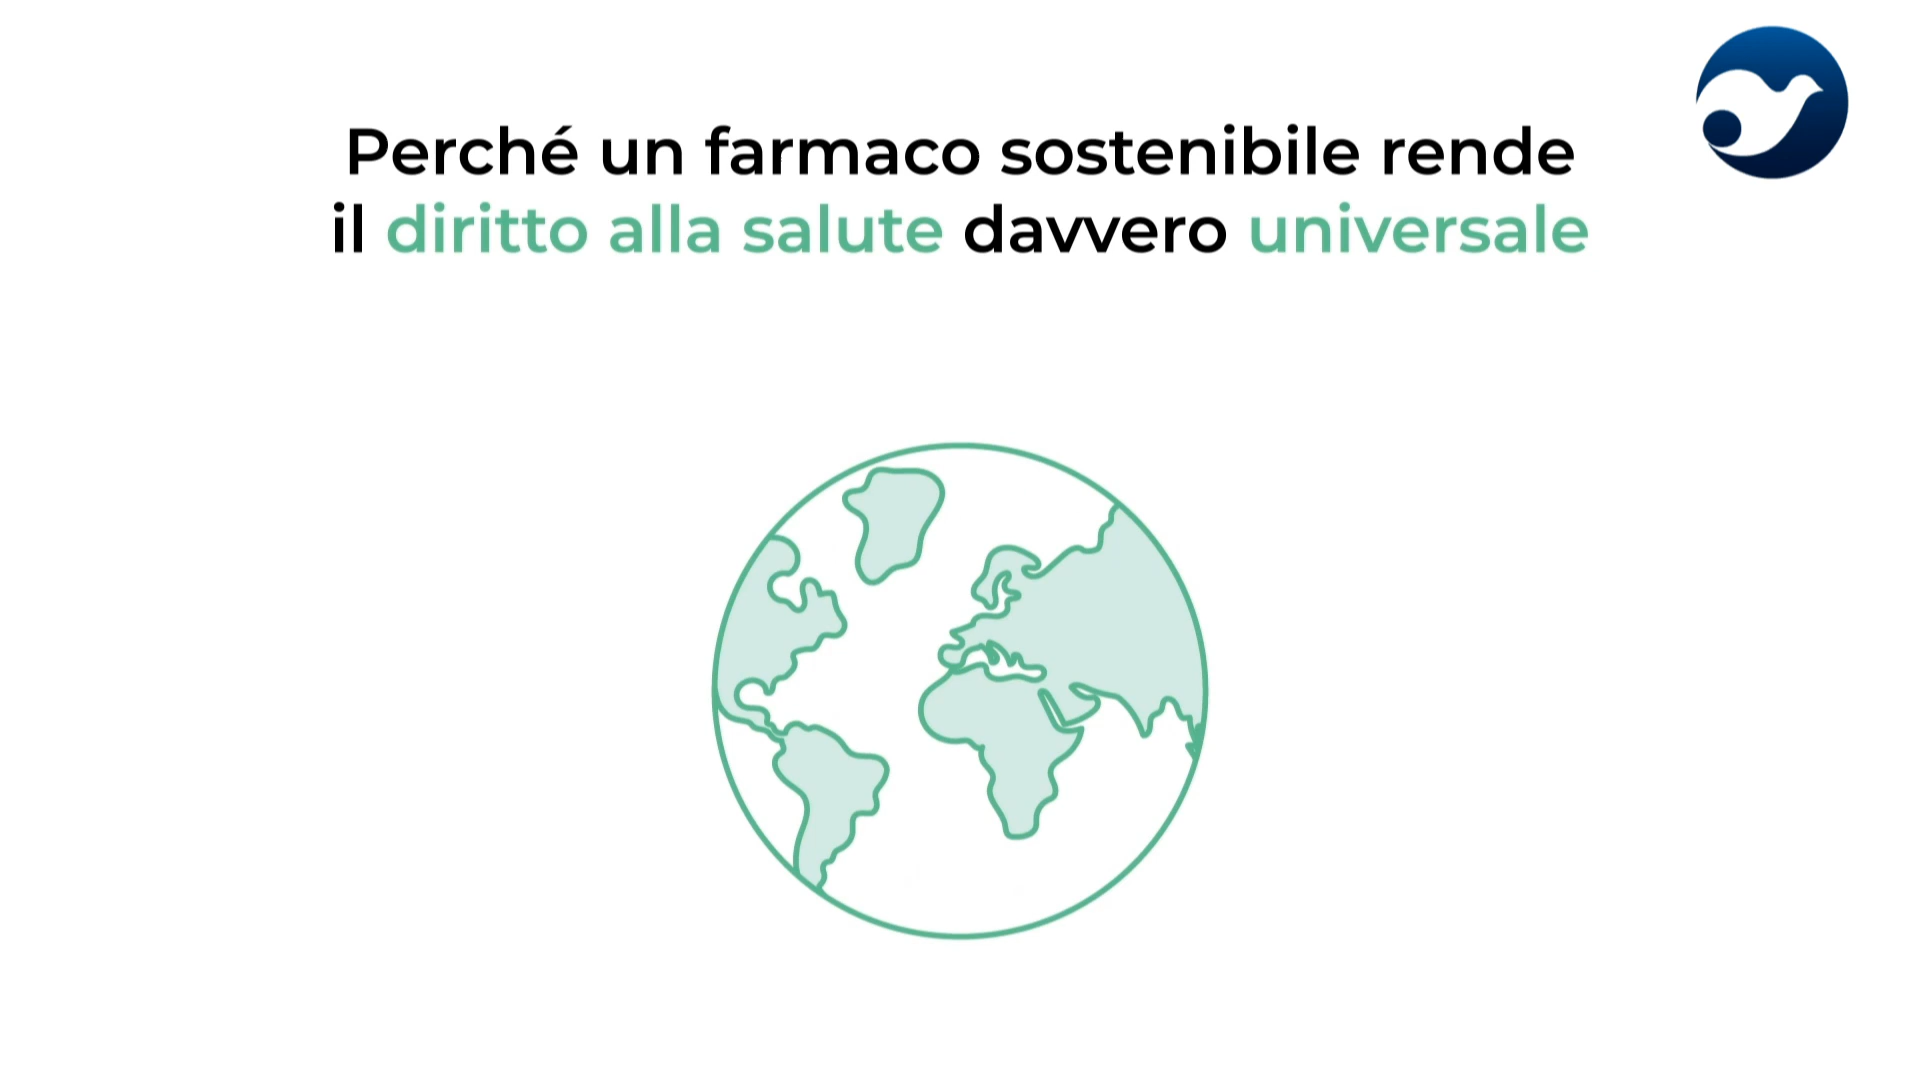 Perché un farmaco sostenibile rende
il diritto alla salute davvero universale